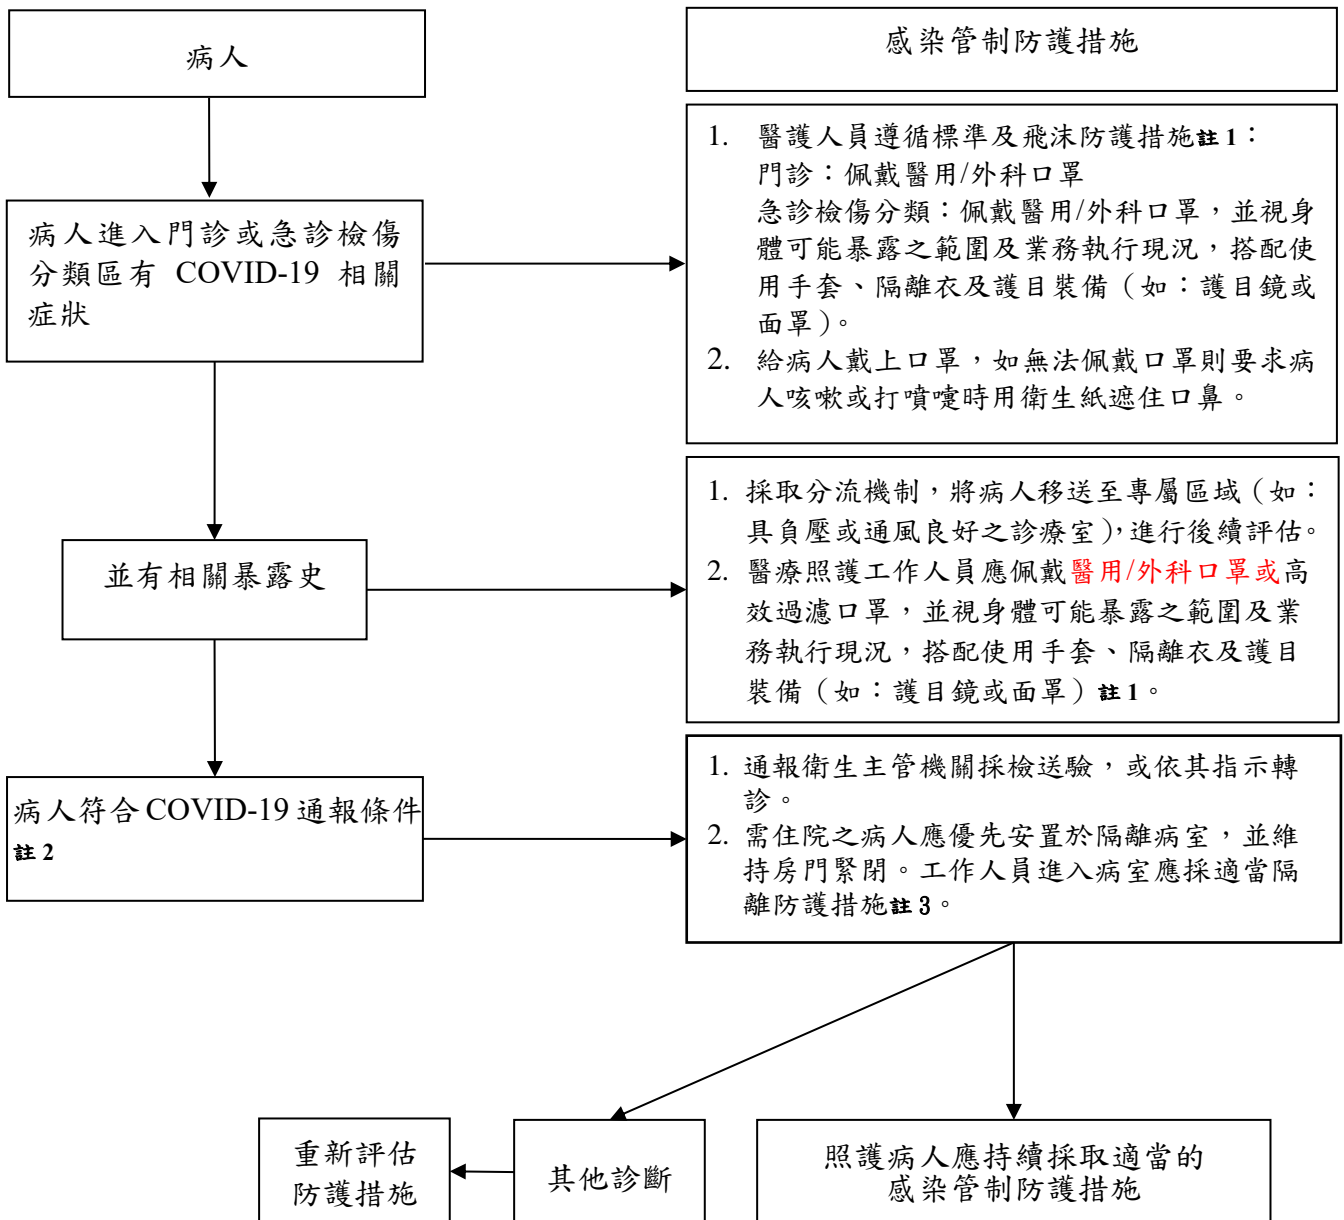 病人
感染管制防護措施
病人進入門診或急診檢傷
分類區有 COVID-19 相關
症狀
1. 醫護人員遵循標準及飛沫防護措施註1：
門診：佩戴醫用/外科口罩
急診檢傷分類：佩戴醫用/外科口罩，並視身
體可能暴露之範圍及業務執行現況，搭配使
用手套、隔離衣及護目裝備（如：護目鏡或
面罩）。
2. 給病人戴上口罩，如無法佩戴口罩則要求病
人咳嗽或打噴嚏時用衛生紙遮住口鼻。
並有相關暴露史
1. 採取分流機制，將病人移送至專屬區域（如：
具負壓或通風良好之診療室），進行後續評估。
2. 醫療照護工作人員應佩戴醫用/外科口罩或高
效過濾口罩，並視身體可能暴露之範圍及業
務執行現況，搭配使用手套、隔離衣及護目
裝備（如：護目鏡或面罩）註1。
病人符合COVID-19通報條件
註2
1. 通報衛生主管機關採檢送驗，或依其指示轉
診。
2. 需住院之病人應優先安置於隔離病室，並維
持房門緊閉。工作人員進入病室應採適當隔
離防護措施註3。
重新評估
防護措施
其他診斷
照護病人應持續採取適當的
感染管制防護措施